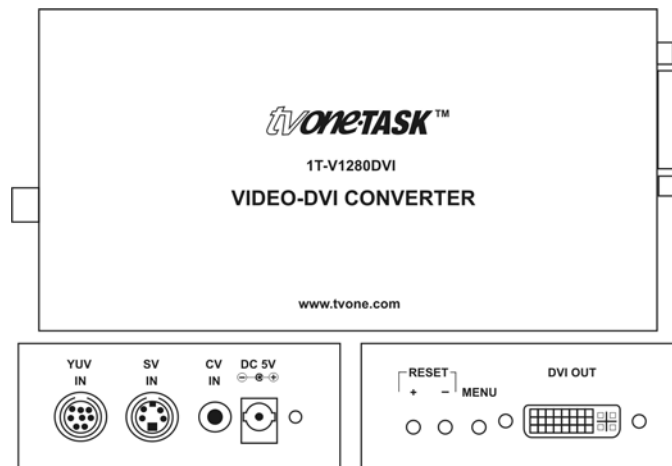 tvone·TASK™
1T-V1280DVI
VIDEO-DVI CONVERTER
www.tvone.com
YUV IN
SV IN
CV IN
DC 5V
RESET
+ −
MENU
DVI OUT